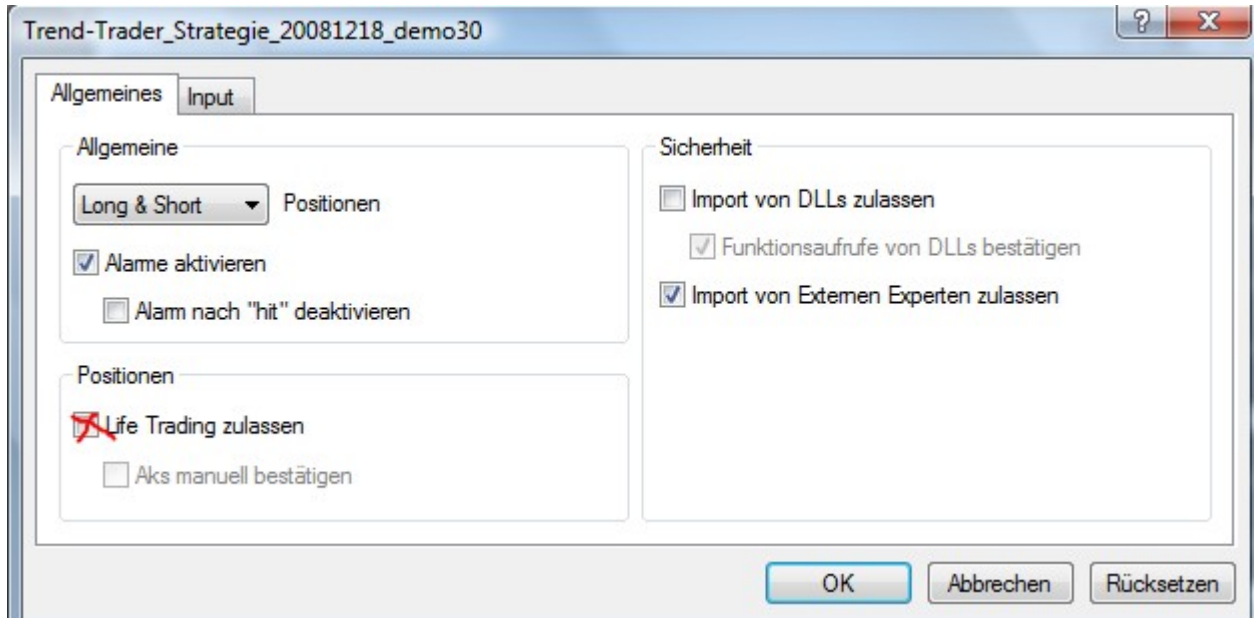 Trend-Trader_Strategie_20081218_demo30
Allgemeines
Input
Allgemeine
Long & Short
Positionen
Alarme aktivieren
Alarm nach "hit" deaktivieren
Positionen
Life Trading zulassen
Aks manuell bestätigen
Sicherheit
Import von DLLs zulassen
Funktionsaufrufe von DLLs bestätigen
Import von Externen Experten zulassen
OK
Abbrechen
Rücksetzen